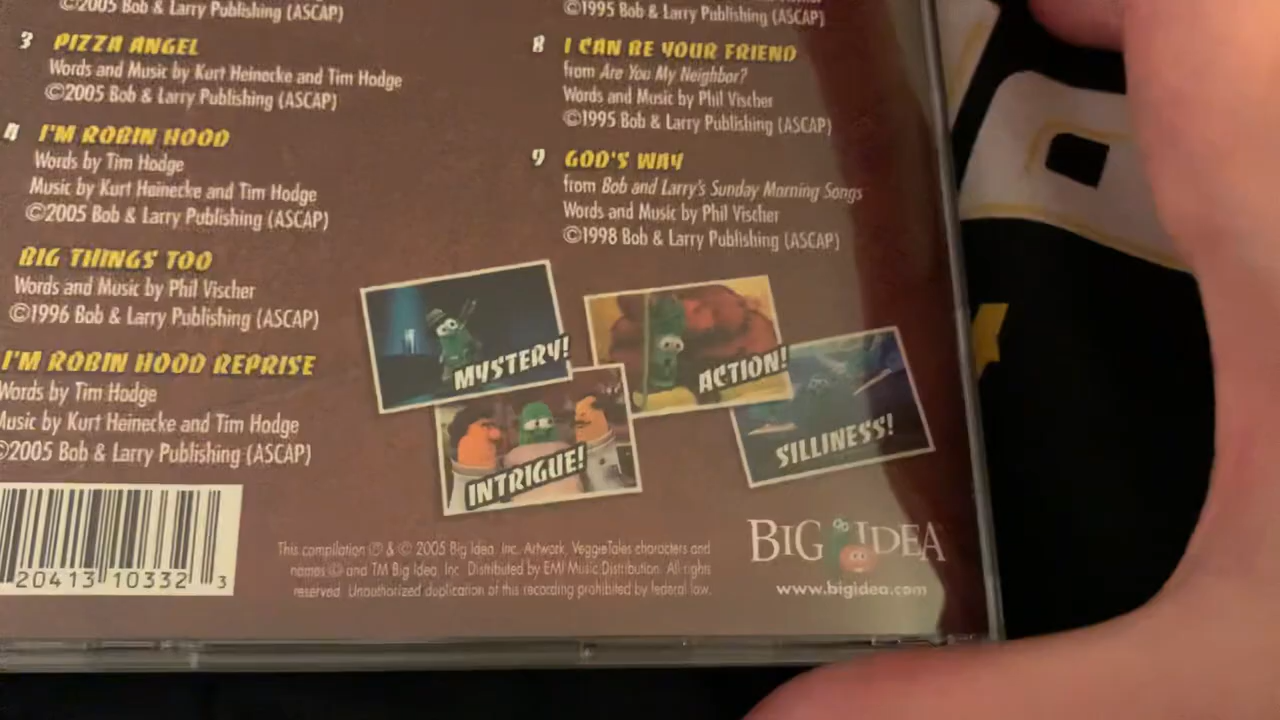 ©2005 Bob & Larry Publishing (ASCAP)
3 PIZZA ANGEL
Words and Music by Kurt Heinecke and Tim Hodge
©2005 Bob & Larry Publishing (ASCAP)
4 I'M ROBIN HOOD
Words by Tim Hodge
Music by Kurt Heinecke and Tim Hodge
©2005 Bob & Larry Publishing (ASCAP)
BIG THINGS TOO
Words and Music by Phil Vischer
©1996 Bob & Larry Publishing (ASCAP)
I'M ROBIN HOOD REPRISE
Words by Tim Hodge
Music by Kurt Heinecke and Tim Hodge
©2005 Bob & Larry Publishing (ASCAP)
20413 10332 3
©1995 Bob & Larry Publishing (ASCAP)
8 I CAN BE YOUR FRIEND
from Are You My Neighbor?
Words and Music by Phil Vischer
©1995 Bob & Larry Publishing (ASCAP)
9 GOD'S WAY
from Bob and Larry's Sunday Morning Songs
Words and Music by Phil Vischer
©1998 Bob & Larry Publishing (ASCAP)
MYSTERY!
ACTION!
INTRIGUE!
SILLINESS!
This compilation ℗ & © 2005 Big Idea, Inc. Artwork, VeggieTales characters and
names © and TM Big Idea, Inc. Distributed by EMI Music Distribution. All rights
reserved. Unauthorized duplication of this recording prohibited by federal law.
BIG IDEA
www.bigidea.com